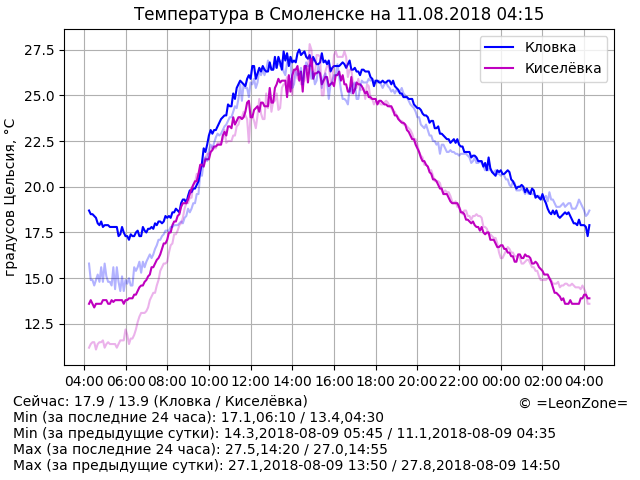 Температура в Смоленске на 11.08.2018 04:15
Кловка
Киселёвка
градусов Цельсия, °C
27.5
25.0
22.5
20.0
17.5
15.0
12.5
04:00 06:00 08:00 10:00 12:00 14:00 16:00 18:00 20:00 22:00 00:00 02:00 04:00
Сейчас: 17.9 / 13.9 (Кловка / Киселёвка)
© =LeonZone=
Min (за последние 24 часа): 17.1,06:10 / 13.4,04:30
Min (за предыдущие сутки): 14.3,2018-08-09 05:45 / 11.1,2018-08-09 04:35
Max (за последние 24 часа): 27.5,14:20 / 27.0,14:55
Max (за предыдущие сутки): 27.1,2018-08-09 13:50 / 27.8,2018-08-09 14:50